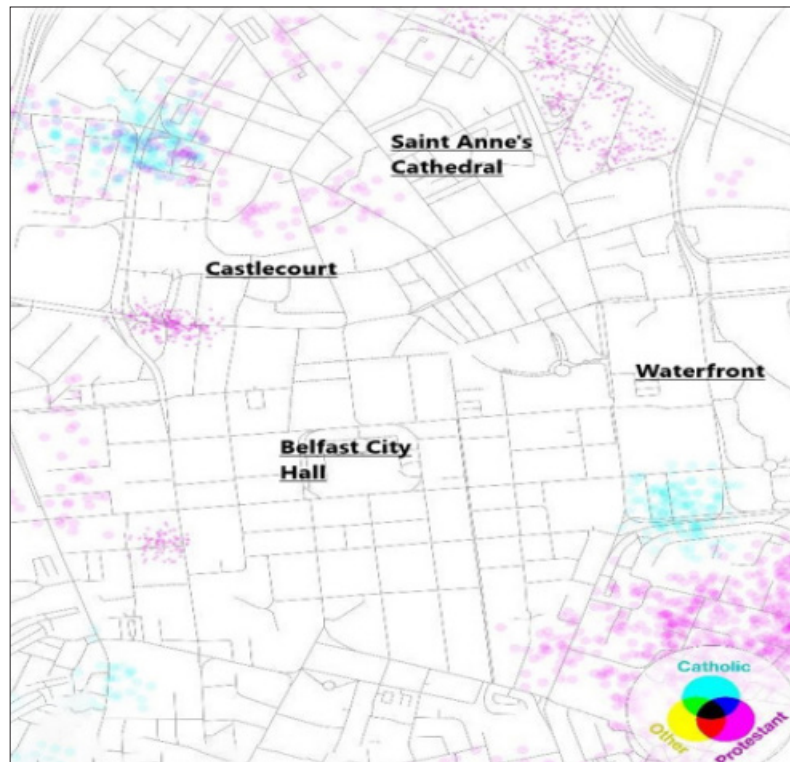 Saint Anne's
Cathedral
Castlecourt
Waterfront
Belfast City
Hall
Catholic
Other
Protestant